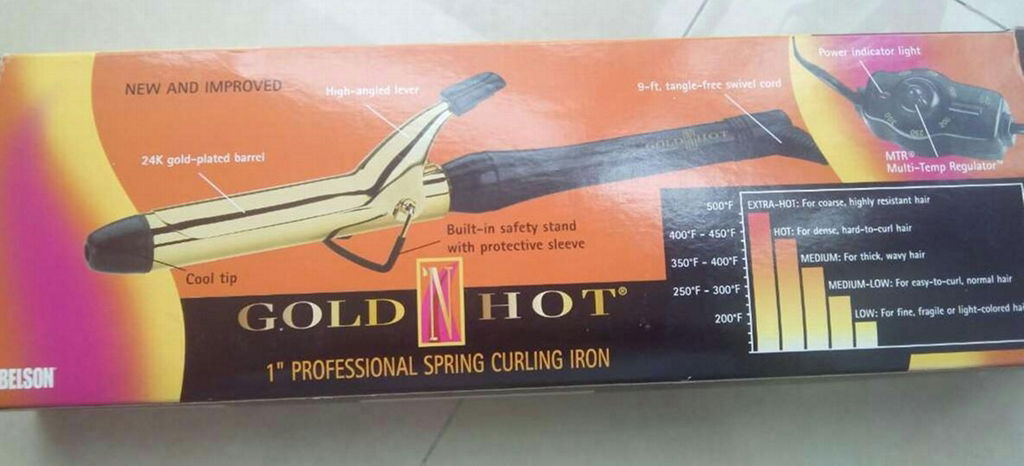 NEW AND IMPROVED
High-angled lever
9-ft. tangle-free swivel cord
Power indicator light
24K gold-plated barrel
GOLD N HOT
MTR®
Multi-Temp Regulator™
Built-in safety stand
with protective sleeve
Cool tip
500°F EXTRA-HOT: For coarse, highly resistant hair
400°F - 450°F HOT: For dense, hard-to-curl hair
350°F - 400°F MEDIUM: For thick, wavy hair
250°F - 300°F MEDIUM-LOW: For easy-to-curl, normal hair
200°F LOW: For fine, fragile or light-colored hair
GOLD N HOT®
1" PROFESSIONAL SPRING CURLING IRON
BELSON